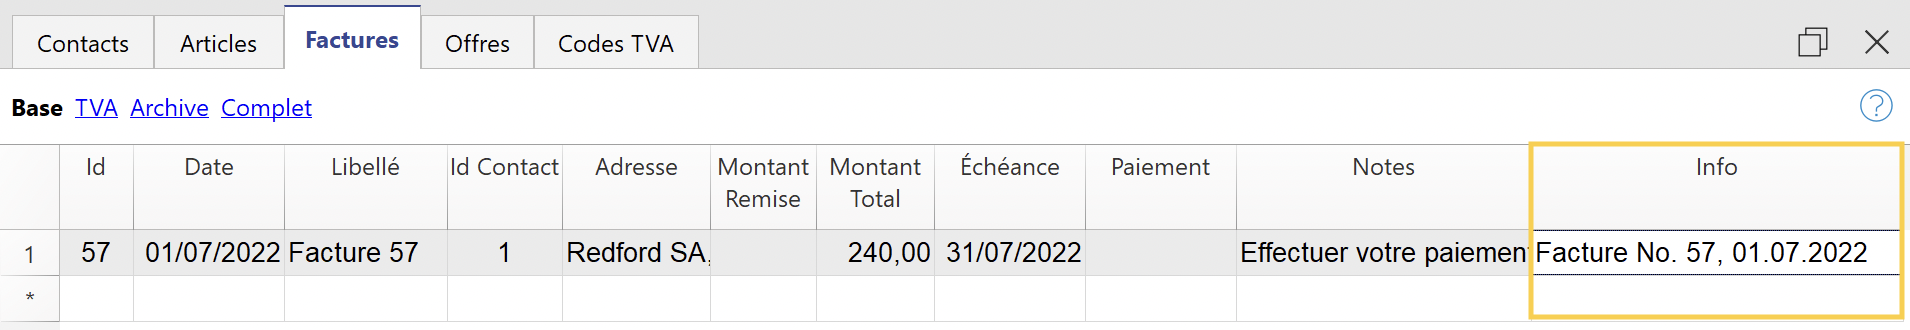 Contacts Articles Factures Offres Codes TVA
Base TVA Archive Complet ?
Id Date Libellé Id Contact Adresse Montant Remise Montant Total Échéance Paiement Notes Info
1 57 01/07/2022 Facture 57 1 Redford SA, 240,00 31/07/2022 Effectuer votre paiement Facture No. 57, 01.07.2022
*